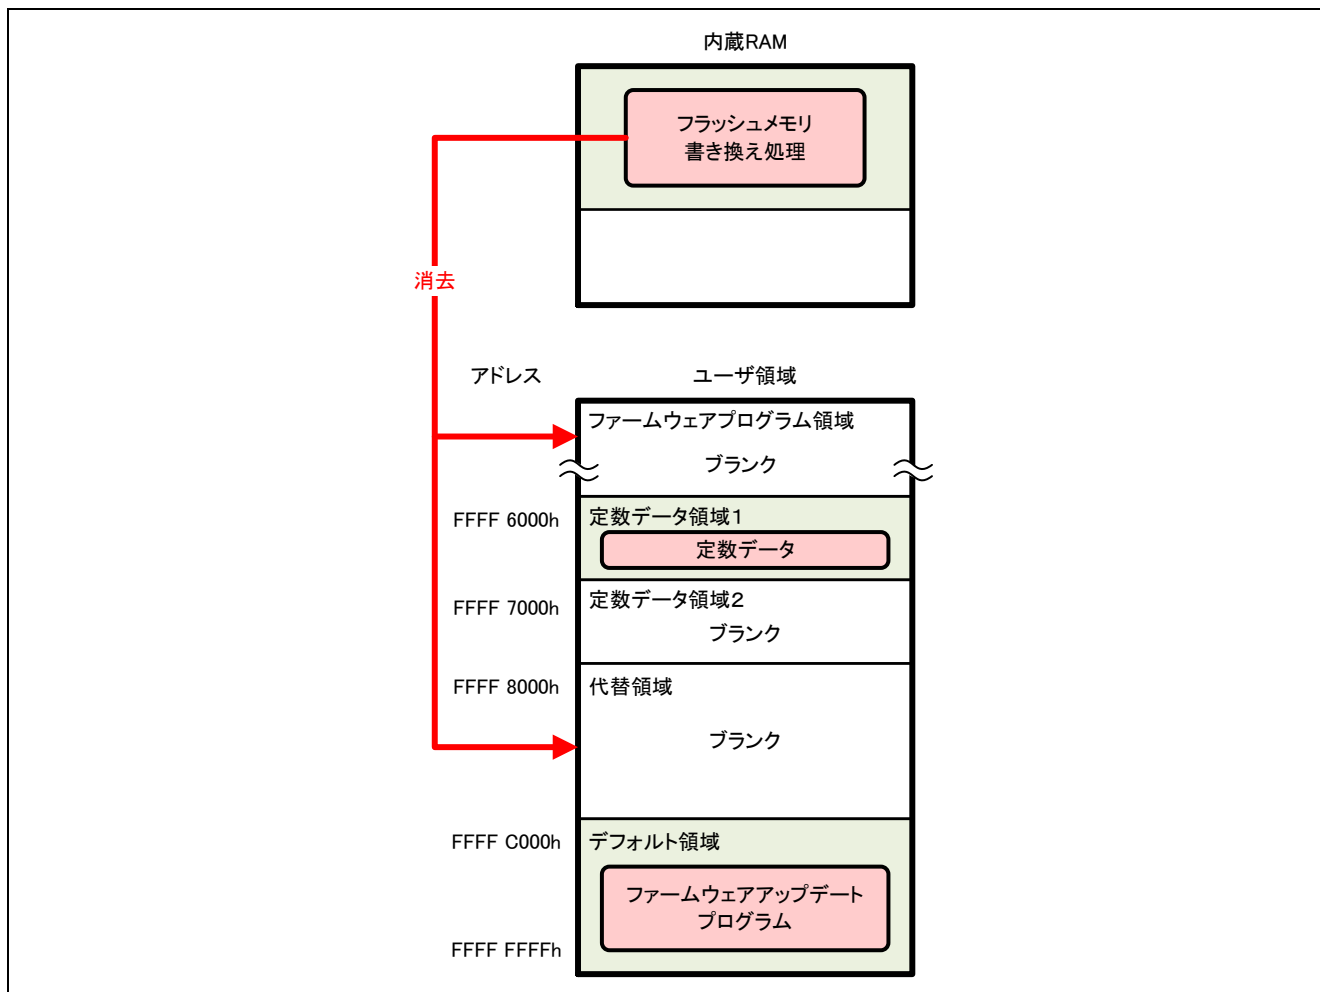 内蔵RAM
フラッシュメモリ
書き換え処理
消去
アドレス
ユーザ領域
ファームウェアプログラム領域
ブランク
FFFF 6000h
定数データ領域1
定数データ
FFFF 7000h
定数データ領域2
ブランク
FFFF 8000h
代替領域
ブランク
FFFF C000h
デフォルト領域
ファームウェアアップデート
プログラム
FFFF FFFFh